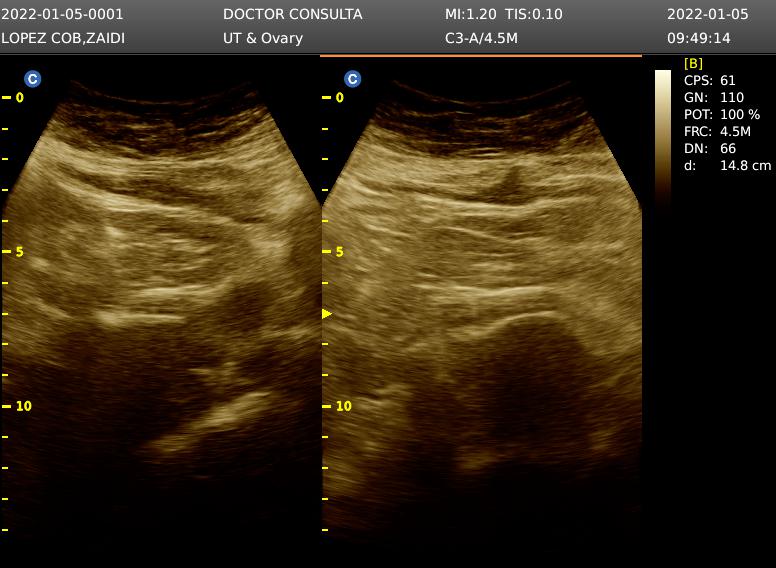 2022-01-05-0001 DOCTOR CONSULTA MI:1.20 TIS:0.10 2022-01-05
LOPEZ COB,ZAIDI UT & Ovary C3-A/4.5M 09:49:14
C C [B]
0 0 CPS: 61
GN: 110
POT: 100 %
FRC: 4.5M
DN: 66
d: 14.8 cm
5 5
10 10